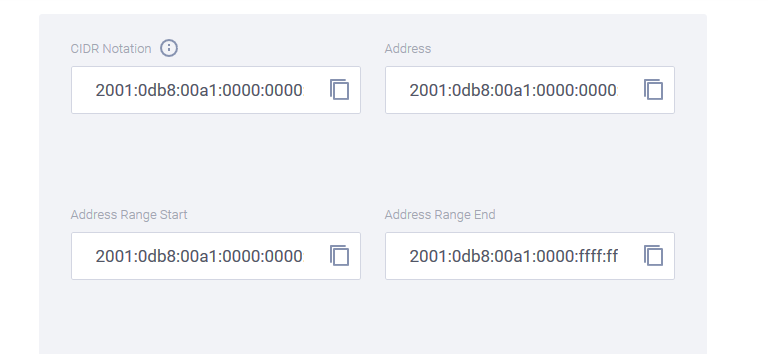 CIDR Notation
Address
2001:0db8:00a1:0000:0000
2001:0db8:00a1:0000:0000
Address Range Start
Address Range End
2001:0db8:00a1:0000:0000
2001:0db8:00a1:0000:ffff:ff